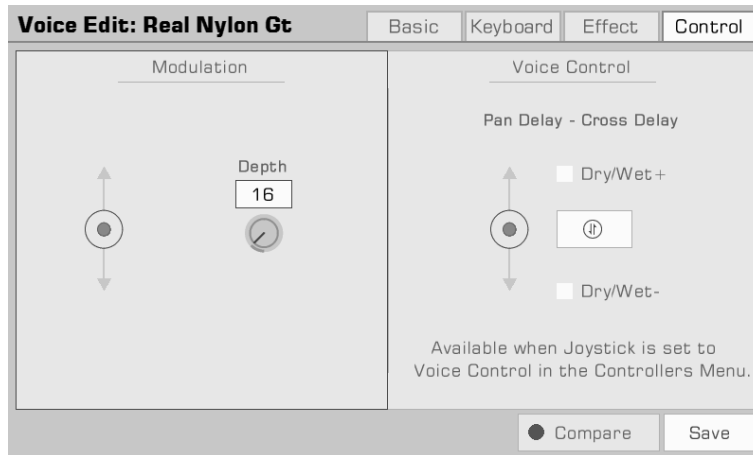 Voice Edit: Real Nylon Gt
Basic
Keyboard
Effect
Control
Modulation
Depth
16
Voice Control
Pan Delay - Cross Delay
Dry/Wet+
Dry/Wet-
Available when Joystick is set to
Voice Control in the Controllers Menu.
Compare
Save